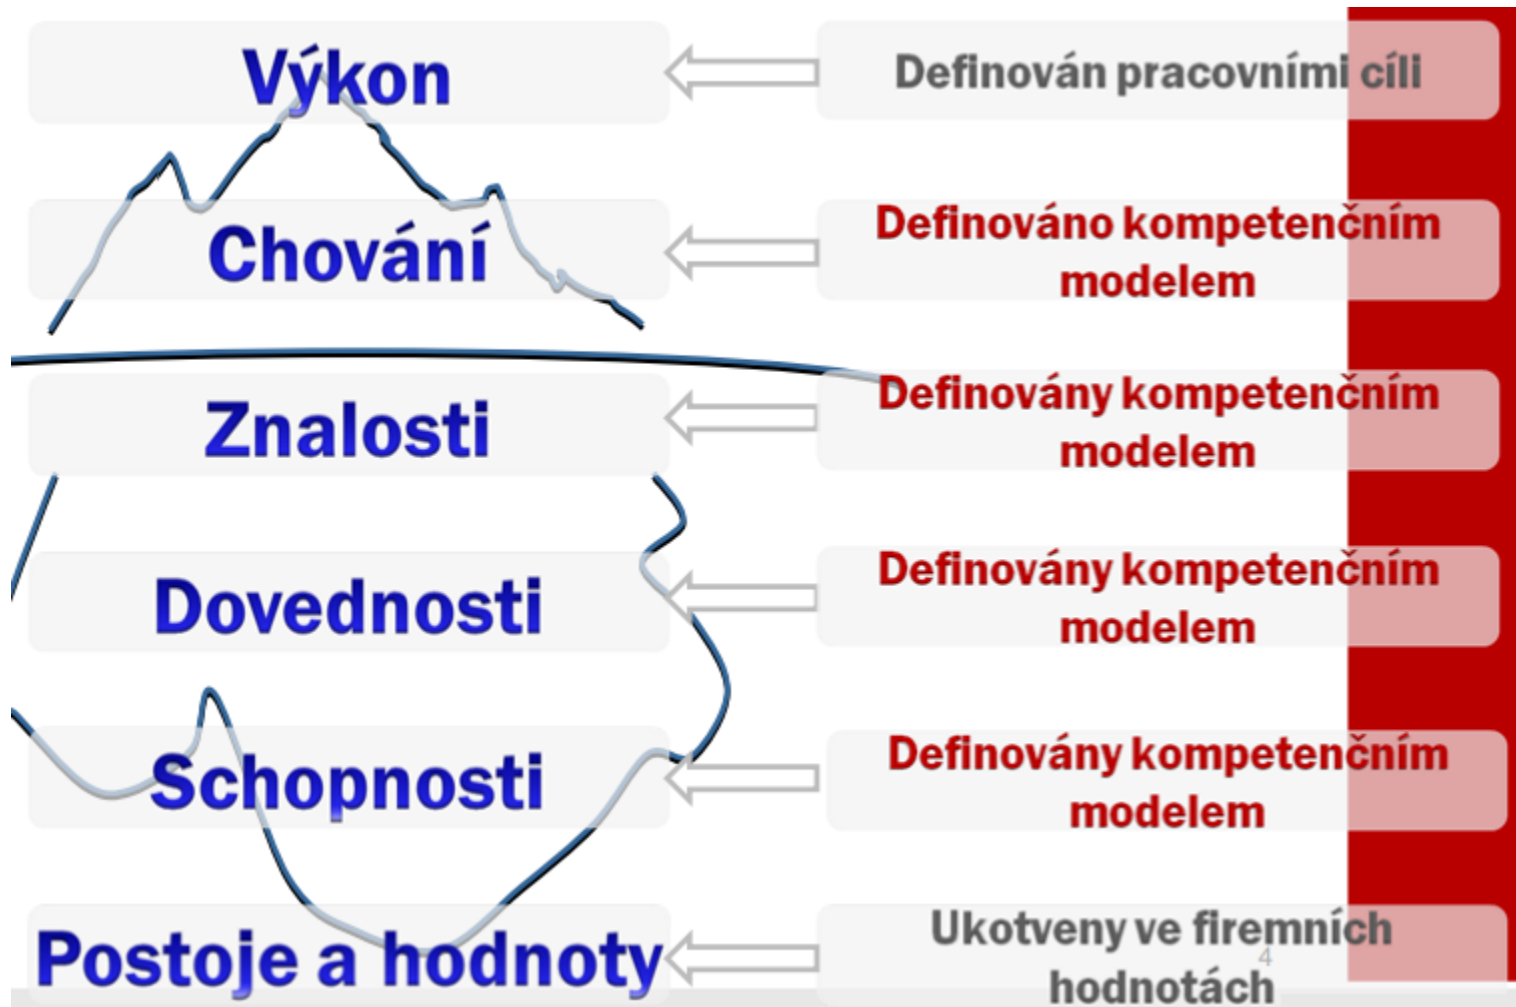 Výkon
Definován pracovními cíli
Chování
Definováno kompetenčním
modelem
Znalosti
Definovány kompetenčním
modelem
Dovednosti
Definovány kompetenčním
modelem
Schopnosti
Definovány kompetenčním
modelem
Postoje a hodnoty
Ukotveny ve firemních
hodnotách
4